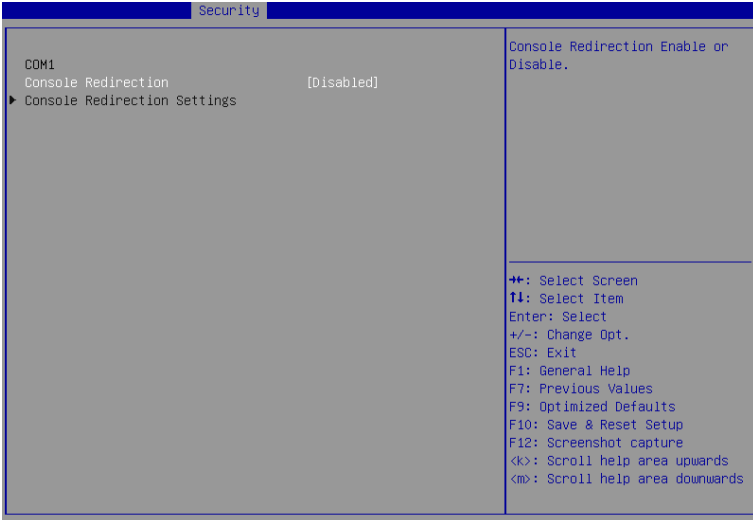 Security
COM1
Console Redirection [Disabled]
▶ Console Redirection Settings
Console Redirection Enable or
Disable.
→←: Select Screen
↑↓: Select Item
Enter: Select
+/-: Change Opt.
ESC: Exit
F1: General Help
F7: Previous Values
F9: Optimized Defaults
F10: Save & Reset Setup
F12: Screenshot capture
<k>: Scroll help area upwards
<m>: Scroll help area downwards